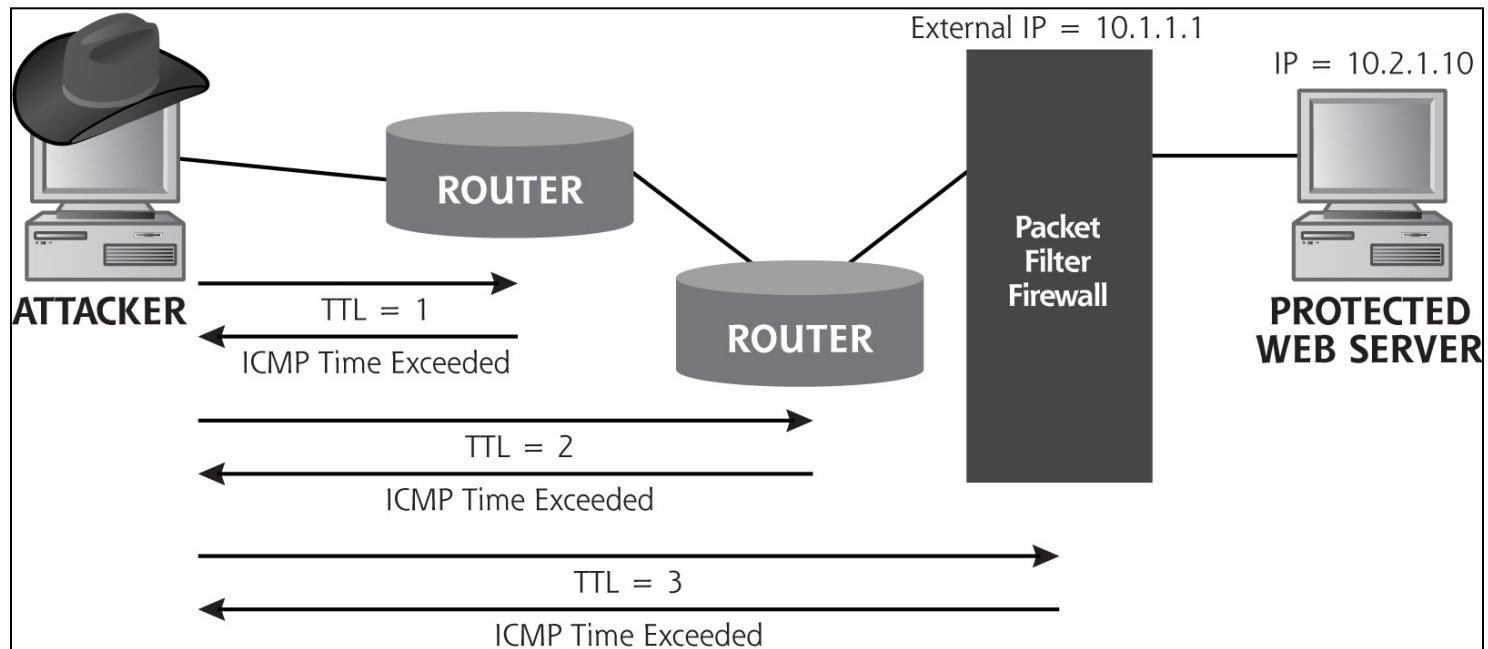 External IP = 10.1.1.1
IP = 10.2.1.10
ROUTER
Packet
Filter
Firewall
ATTACKER
PROTECTED
WEB SERVER
TTL = 1
ICMP Time Exceeded
ROUTER
TTL = 2
ICMP Time Exceeded
TTL = 3
ICMP Time Exceeded